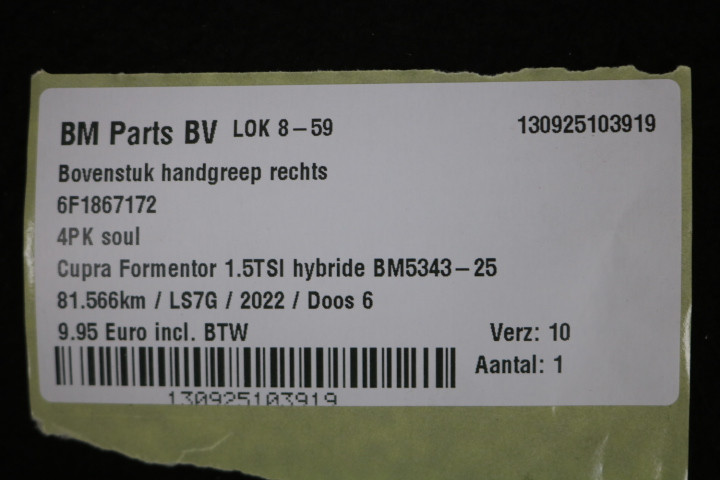 BM Parts BV LOK 8-59 130925103919
Bovenstuk handgreep rechts
6F1867172
4PK soul
Cupra Formentor 1.5TSI hybride BM5343-25
81.566km / LS7G / 2022 / Doos 6
9.95 Euro incl. BTW Verz: 10
Aantal: 1
130925103919